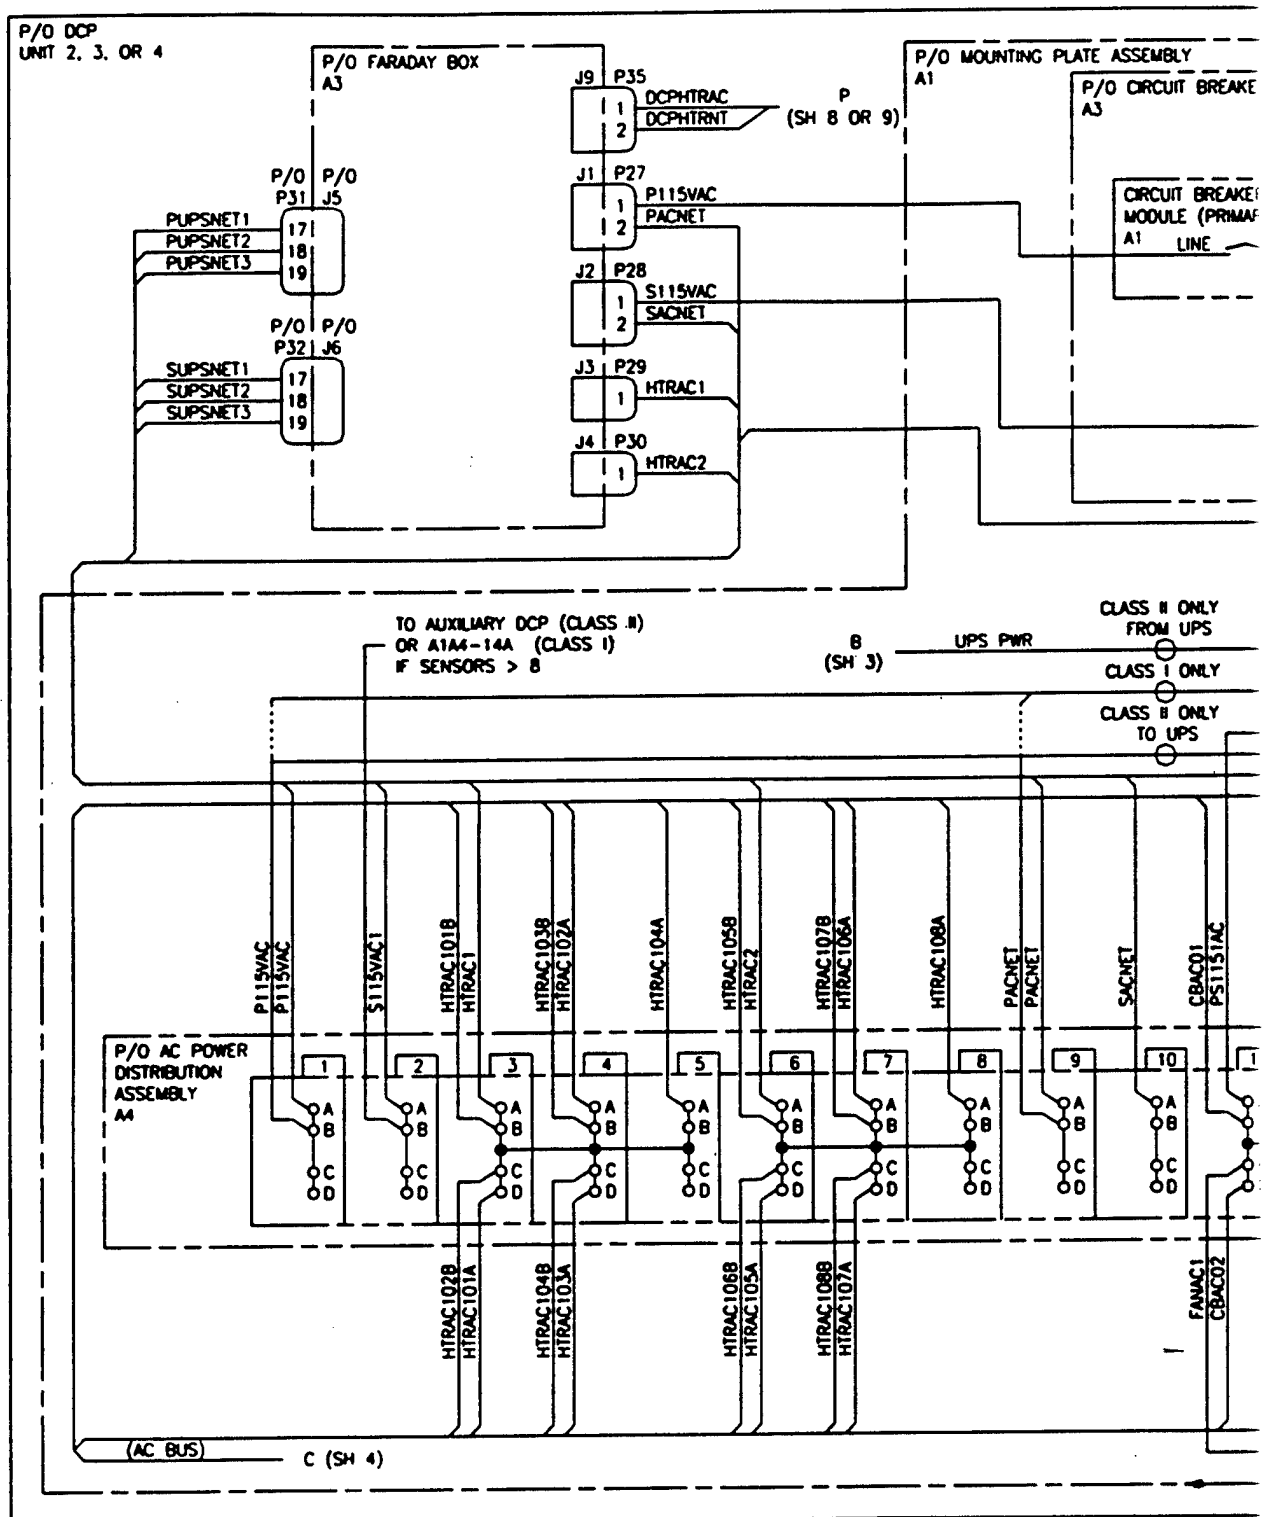 P/O DCP
UNIT 2, 3, OR 4
P/O FARADAY BOX
A3
P/O MOUNTING PLATE ASSEMBLY
A1
P/O CIRCUIT BREAKE
A3
J9 P35
1 DCPHTRAC
2 DCPHTRNT
P
(SH 8 OR 9)
P/O P/O
P31 J5
PUPSNET1 17
PUPSNET2 18
PUPSNET3 19
J1 P27
1 P115VAC
2 PACNET
CIRCUIT BREAKE
MODULE (PRIMAR
A1 LINE
J2 P28
1 S115VAC
2 SACNET
P/O P/O
P32 J6
SUPSNET1 17
SUPSNET2 18
SUPSNET3 19
J3 P29
1 HTRAC1
J4 P30
1 HTRAC2
TO AUXILIARY DCP (CLASS II)
OR A1A4-14A (CLASS I)
IF SENSORS > 8
B
(SH 3)
UPS PWR
CLASS II ONLY
FROM UPS
CLASS I ONLY
CLASS II ONLY
TO UPS
P115VAC
P115VAC
S115VAC1
HTRAC101B
HTRAC1
HTRAC103B
HTRAC102A
HTRAC104A
HTRAC105B
HTRAC2
HTRAC107B
HTRAC106A
HTRAC108A
PACNET
PACNET
SACNET
CBAC01
PS1151AC
P/O AC POWER
DISTRIBUTION
ASSEMBLY
A4
1 2 3 4 5 6 7 8 9 10 1
A A A A A A A A A A
B B B B B B B B B B
C C C C C C C C C C
D D D D D D D D D D
HTRAC102B
HTRAC101A
HTRAC104B
HTRAC103A
HTRAC106B
HTRAC105A
HTRAC108B
HTRAC107A
FANAC1
CBAC02
(AC BUS)
C (SH 4)